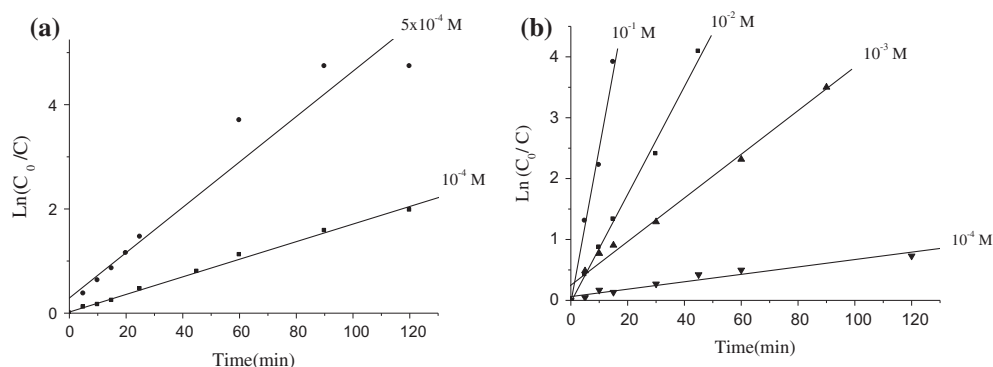 (a)
5x10⁻⁴ M
10⁻⁴ M
Ln(C₀/C)
4
2
0
0 20 40 60 80 100 120
Time(min)
(b)
10⁻¹ M
10⁻² M
10⁻³ M
10⁻⁴ M
Ln (C₀/C)
5
4
3
2
1
0
0 20 40 60 80 100 120
Time(min)